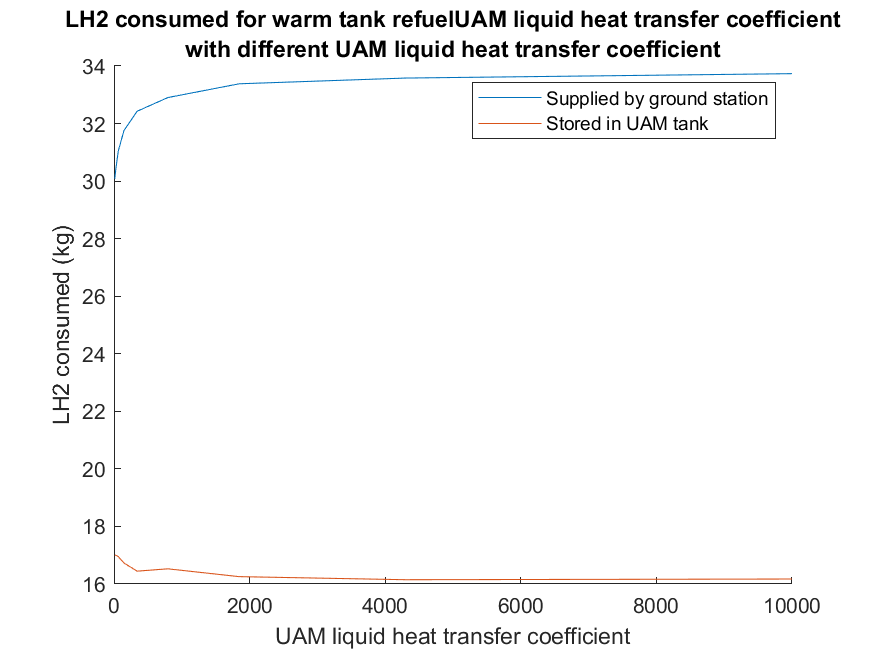 LH2 consumed for warm tank refuelUAM liquid heat transfer coefficient
with different UAM liquid heat transfer coefficient
34
32
30
28
26
24
22
20
18
16
LH2 consumed (kg)
Supplied by ground station
Stored in UAM tank
0 2000 4000 6000 8000 10000
UAM liquid heat transfer coefficient